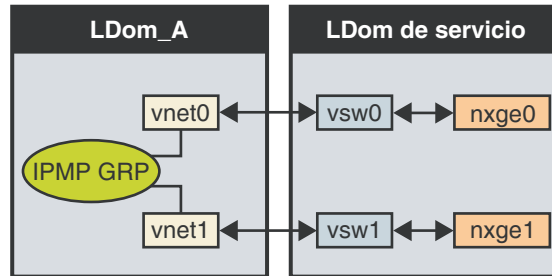 LDom_A
LDom de servicio
vnet0
vsw0
nxge0
IPMP GRP
vnet1
vsw1
nxge1